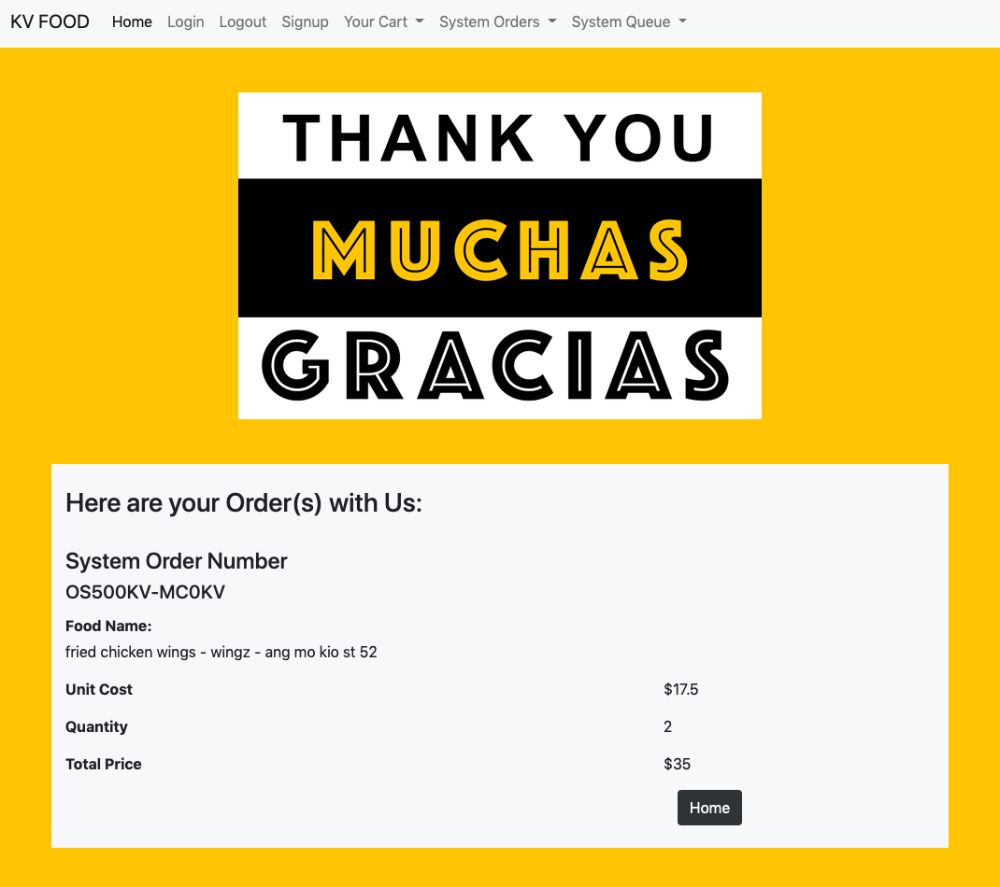 KV FOOD Home Login Logout Signup Your Cart System Orders System Queue
THANK YOU
MUCHAS
GRACIAS
Here are your Order(s) with Us:
System Order Number
OS500KV-MC0KV
Food Name:
fried chicken wings - wingz - ang mo kio st 52
Unit Cost $17.5
Quantity 2
Total Price $35
Home